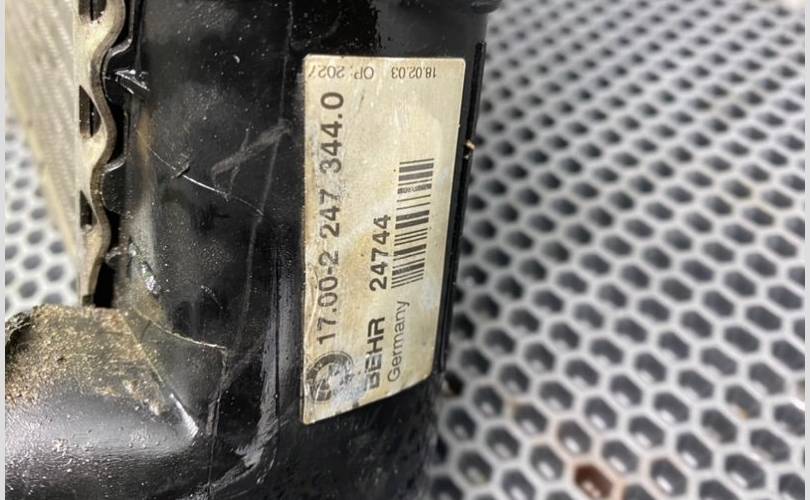 17.00-2 247 344.0
BEHR 24744
Germany
18.02.03 OP: 2027